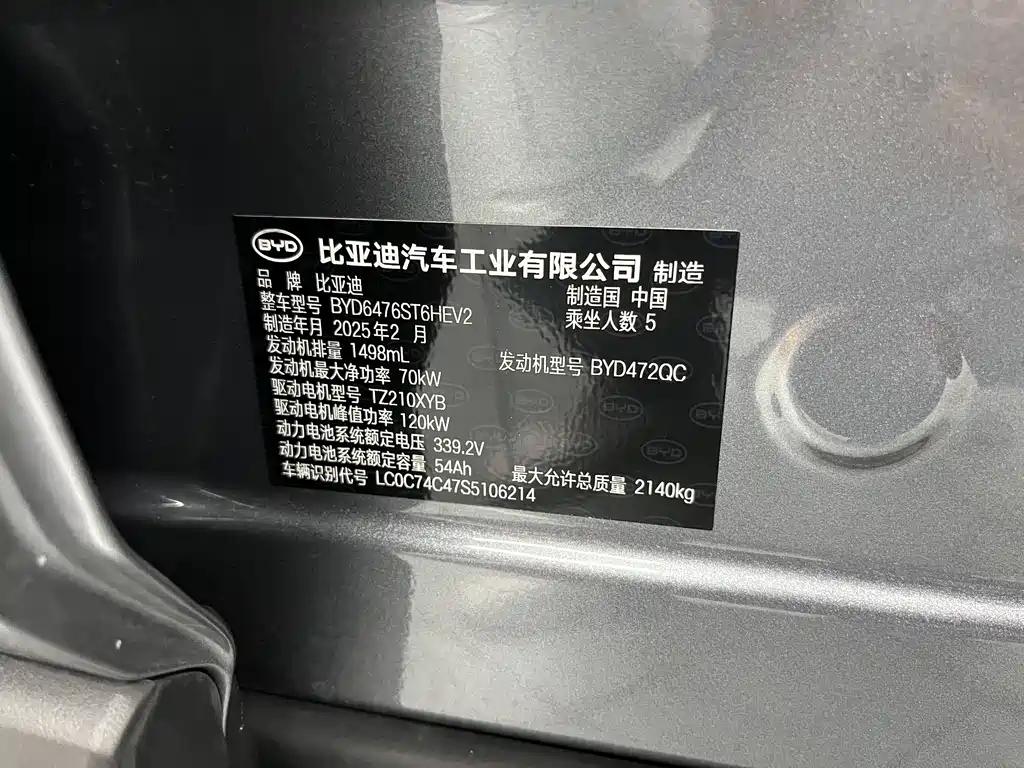 BYD 比亚迪汽车工业有限公司 制造
品牌 比亚迪 制造国 中国
整车型号 BYD6476ST6HEV2 乘坐人数 5
制造年月 2025年2月
发动机排量 1498mL 发动机型号 BYD472QC
发动机最大净功率 70kW
驱动电机型号 TZ210XYB
驱动电机峰值功率 120kW
动力电池系统额定电压 339.2V
动力电池系统额定容量 54Ah 最大允许总质量 2140kg
车辆识别代号 LC0C74C47S5106214